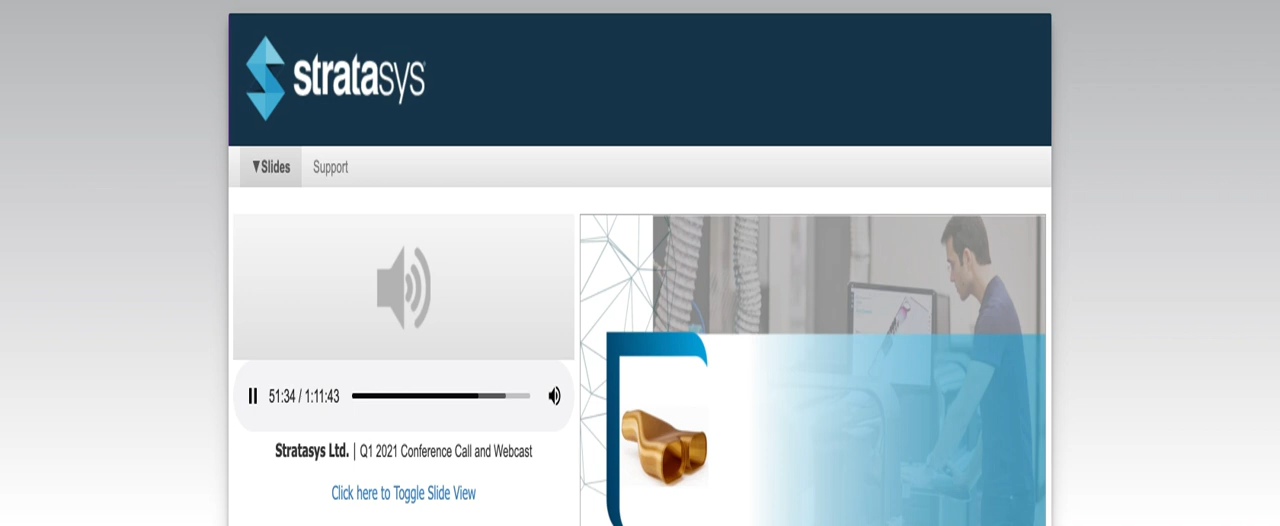 stratasys
▼Slides
Support
51:34 / 1:11:43
Stratasys Ltd. | Q1 2021 Conference Call and Webcast
Click here to Toggle Slide View